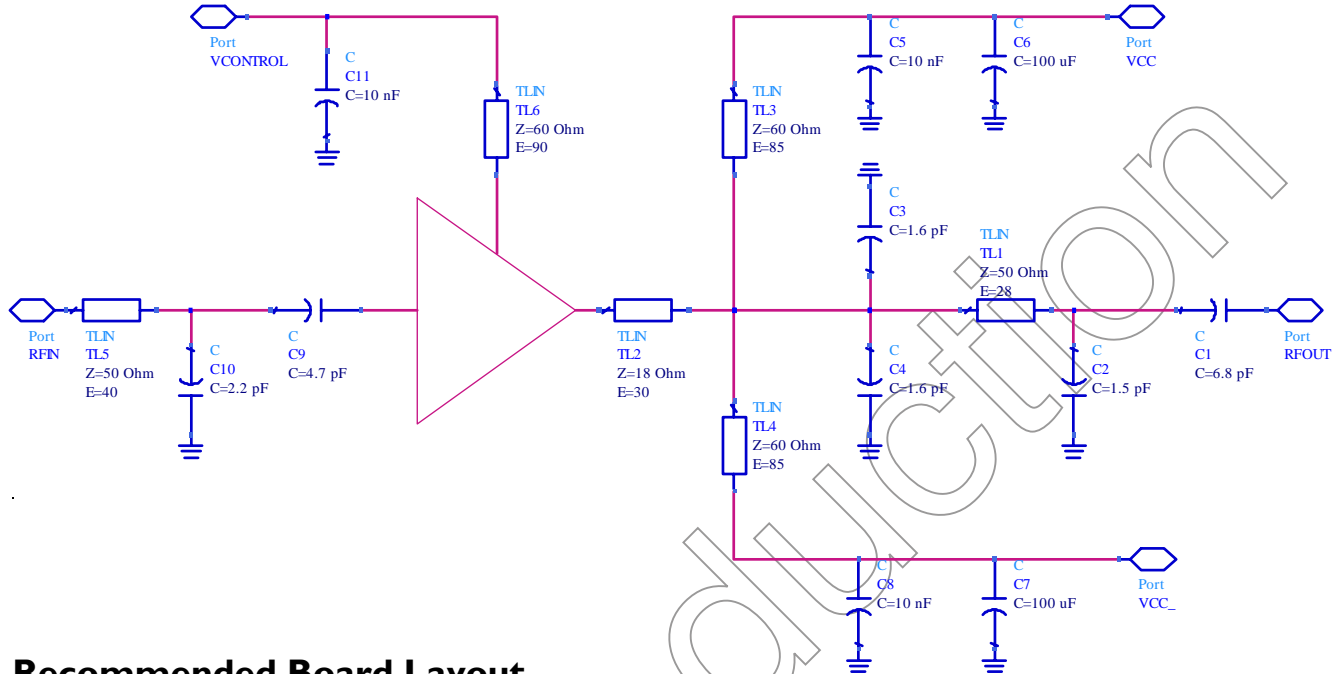 Port
VCONTROL
C
C11
C=10 nF
TLIN
TL6
Z=60 Ohm
E=90
TLIN
TL3
Z=60 Ohm
E=85
C
C5
C=10 nF
C
C6
C=100 uF
Port
VCC
C
C3
C=1.6 pF
TLIN
TL1
Z=50 Ohm
E=28
Port
RFIN
TLIN
TL5
Z=50 Ohm
E=40
C
C10
C=2.2 pF
C
C9
C=4.7 pF
TLIN
TL2
Z=18 Ohm
E=30
C
C4
C=1.6 pF
C
C2
C=1.5 pF
C
C1
C=6.8 pF
Port
RFOUT
TLIN
TL4
Z=60 Ohm
E=85
C
C8
C=10 nF
C
C7
C=100 uF
Port
VCC_
duction
Recommended Board Layout